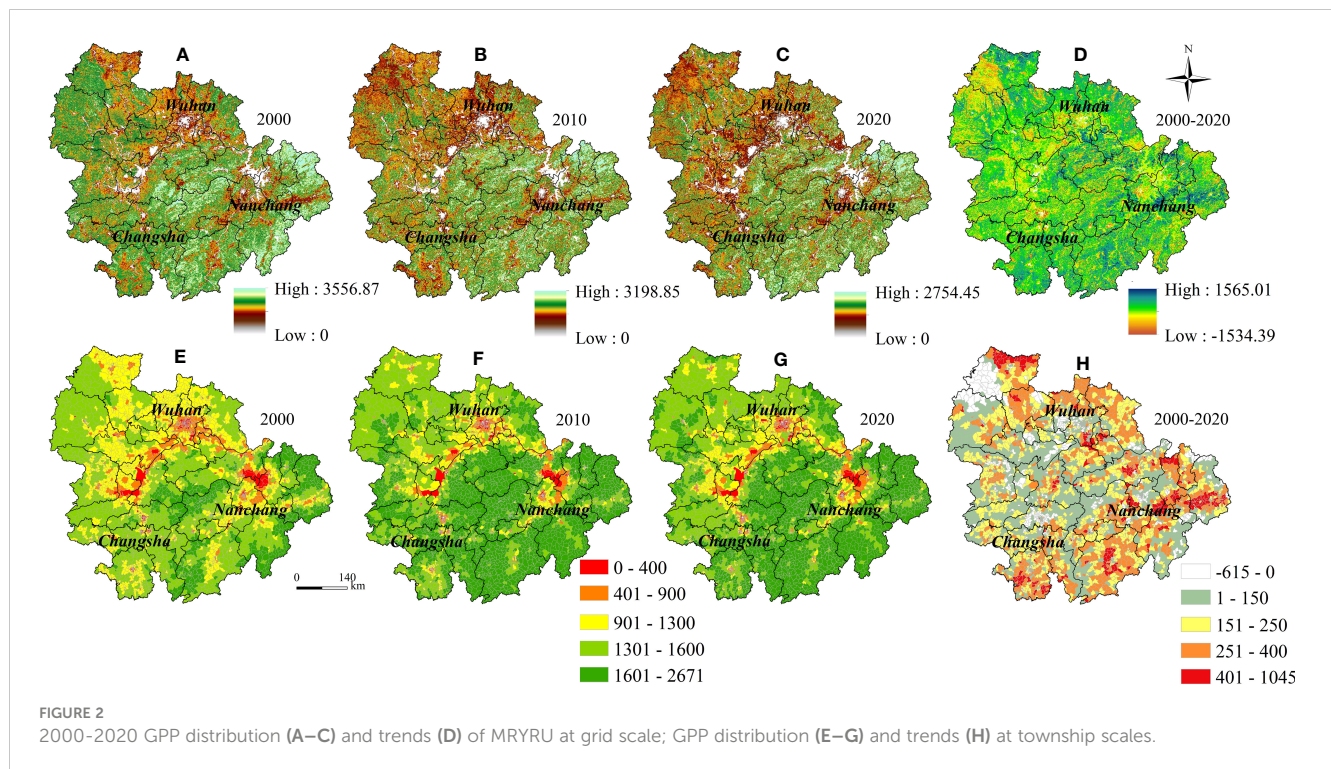 A
Wuhan
2000
Nanchang
Changsha
High : 3556.87
Low : 0
B
Wuhan
2010
Nanchang
Changsha
High : 3198.85
Low : 0
C
Wuhan
2020
Nanchang
Changsha
High : 2754.45
Low : 0
D
N
Wuhan
2000-2020
Nanchang
Changsha
High : 1565.01
Low : -1534.39
E
Wuhan
2000
Nanchang
Changsha
0 140
km
F
Wuhan
2010
Nanchang
Changsha
0 - 400
401 - 900
901 - 1300
1301 - 1600
1601 - 2671
G
Wuhan
2020
Nanchang
Changsha
H
Wuhan
2000-2020
Nanchang
Changsha
-615 - 0
1 - 150
151 - 250
251 - 400
401 - 1045
FIGURE 2
2000-2020 GPP distribution (A–C) and trends (D) of MRYRU at grid scale; GPP distribution (E–G) and trends (H) at township scales.